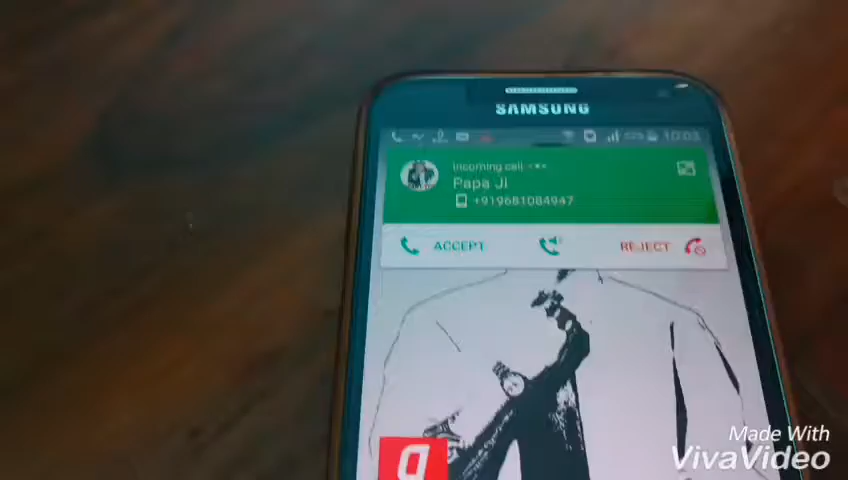 SAMSUNG
10:03
Incoming call
Papa Ji
+919681084947
ACCEPT
REJECT
Made With
VivaVideo